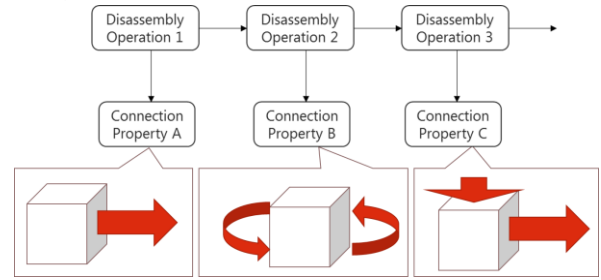 Disassembly
Operation 1
Disassembly
Operation 2
Disassembly
Operation 3
Connection
Property A
Connection
Property B
Connection
Property C